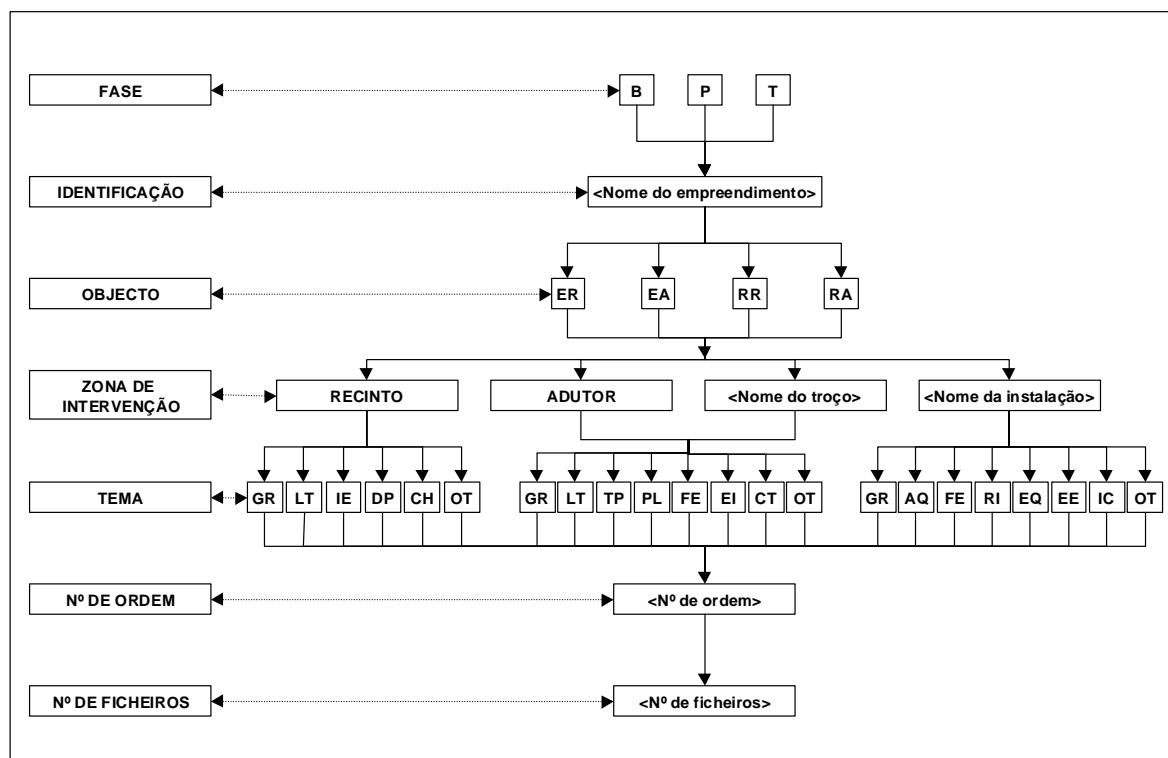 FASE
B P T
IDENTIFICAÇÃO
<Nome do empreendimento>
OBJECTO
ER EA RR RA
ZONA DE
INTERVENÇÃO
RECINTO
ADUTOR
<Nome do troço>
<Nome da instalação>
TEMA
GR LT IE DP CH OT
GR LT TP PL FE EI CT OT
GR AQ FE RI EQ EE IC OT
Nº DE ORDEM
<Nº de ordem>
Nº DE FICHEIROS
<Nº de ficheiros>